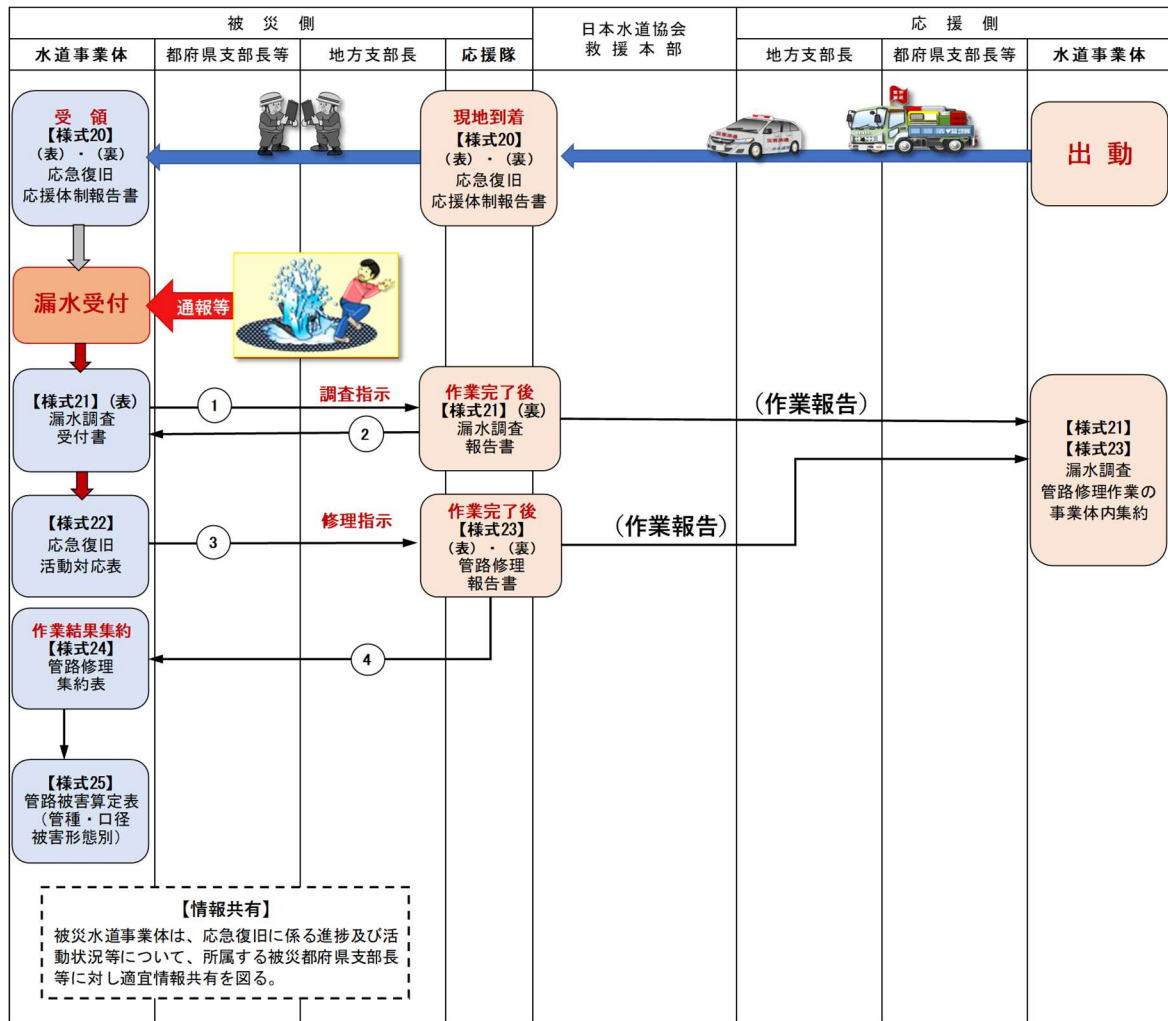 被 災 側
日本水道協会
救 援 本 部
応 援 側
水道事業体
都府県支部長等
地方支部長
応援隊
地方支部長
都府県支部長等
水道事業体
受 領
【様式20】
(表)・(裏)
応急復旧
応援体制報告書
現地到着
【様式20】
(表)・(裏)
応急復旧
応援体制報告書
出 動
漏水受付
通報等
【様式21】(表)
漏水調査
受付書
1
調査指示
2
作業完了後
【様式21】(裏)
漏水調査
報告書
(作業報告)
【様式21】
【様式23】
漏水調査
管路修理作業の
事業体内集約
【様式22】
応急復旧
活動対応表
3
修理指示
作業完了後
【様式23】
(表)・(裏)
管路修理
報告書
(作業報告)
作業結果集約
【様式24】
管路修理
集約表
4
【様式25】
管路被害算定表
(管種・口径
被害形態別)
【情報共有】
被災水道事業体は、応急復旧に係る進捗及び活
動状況等について、所属する被災都府県支部長
等に対し適宜情報共有を図る。